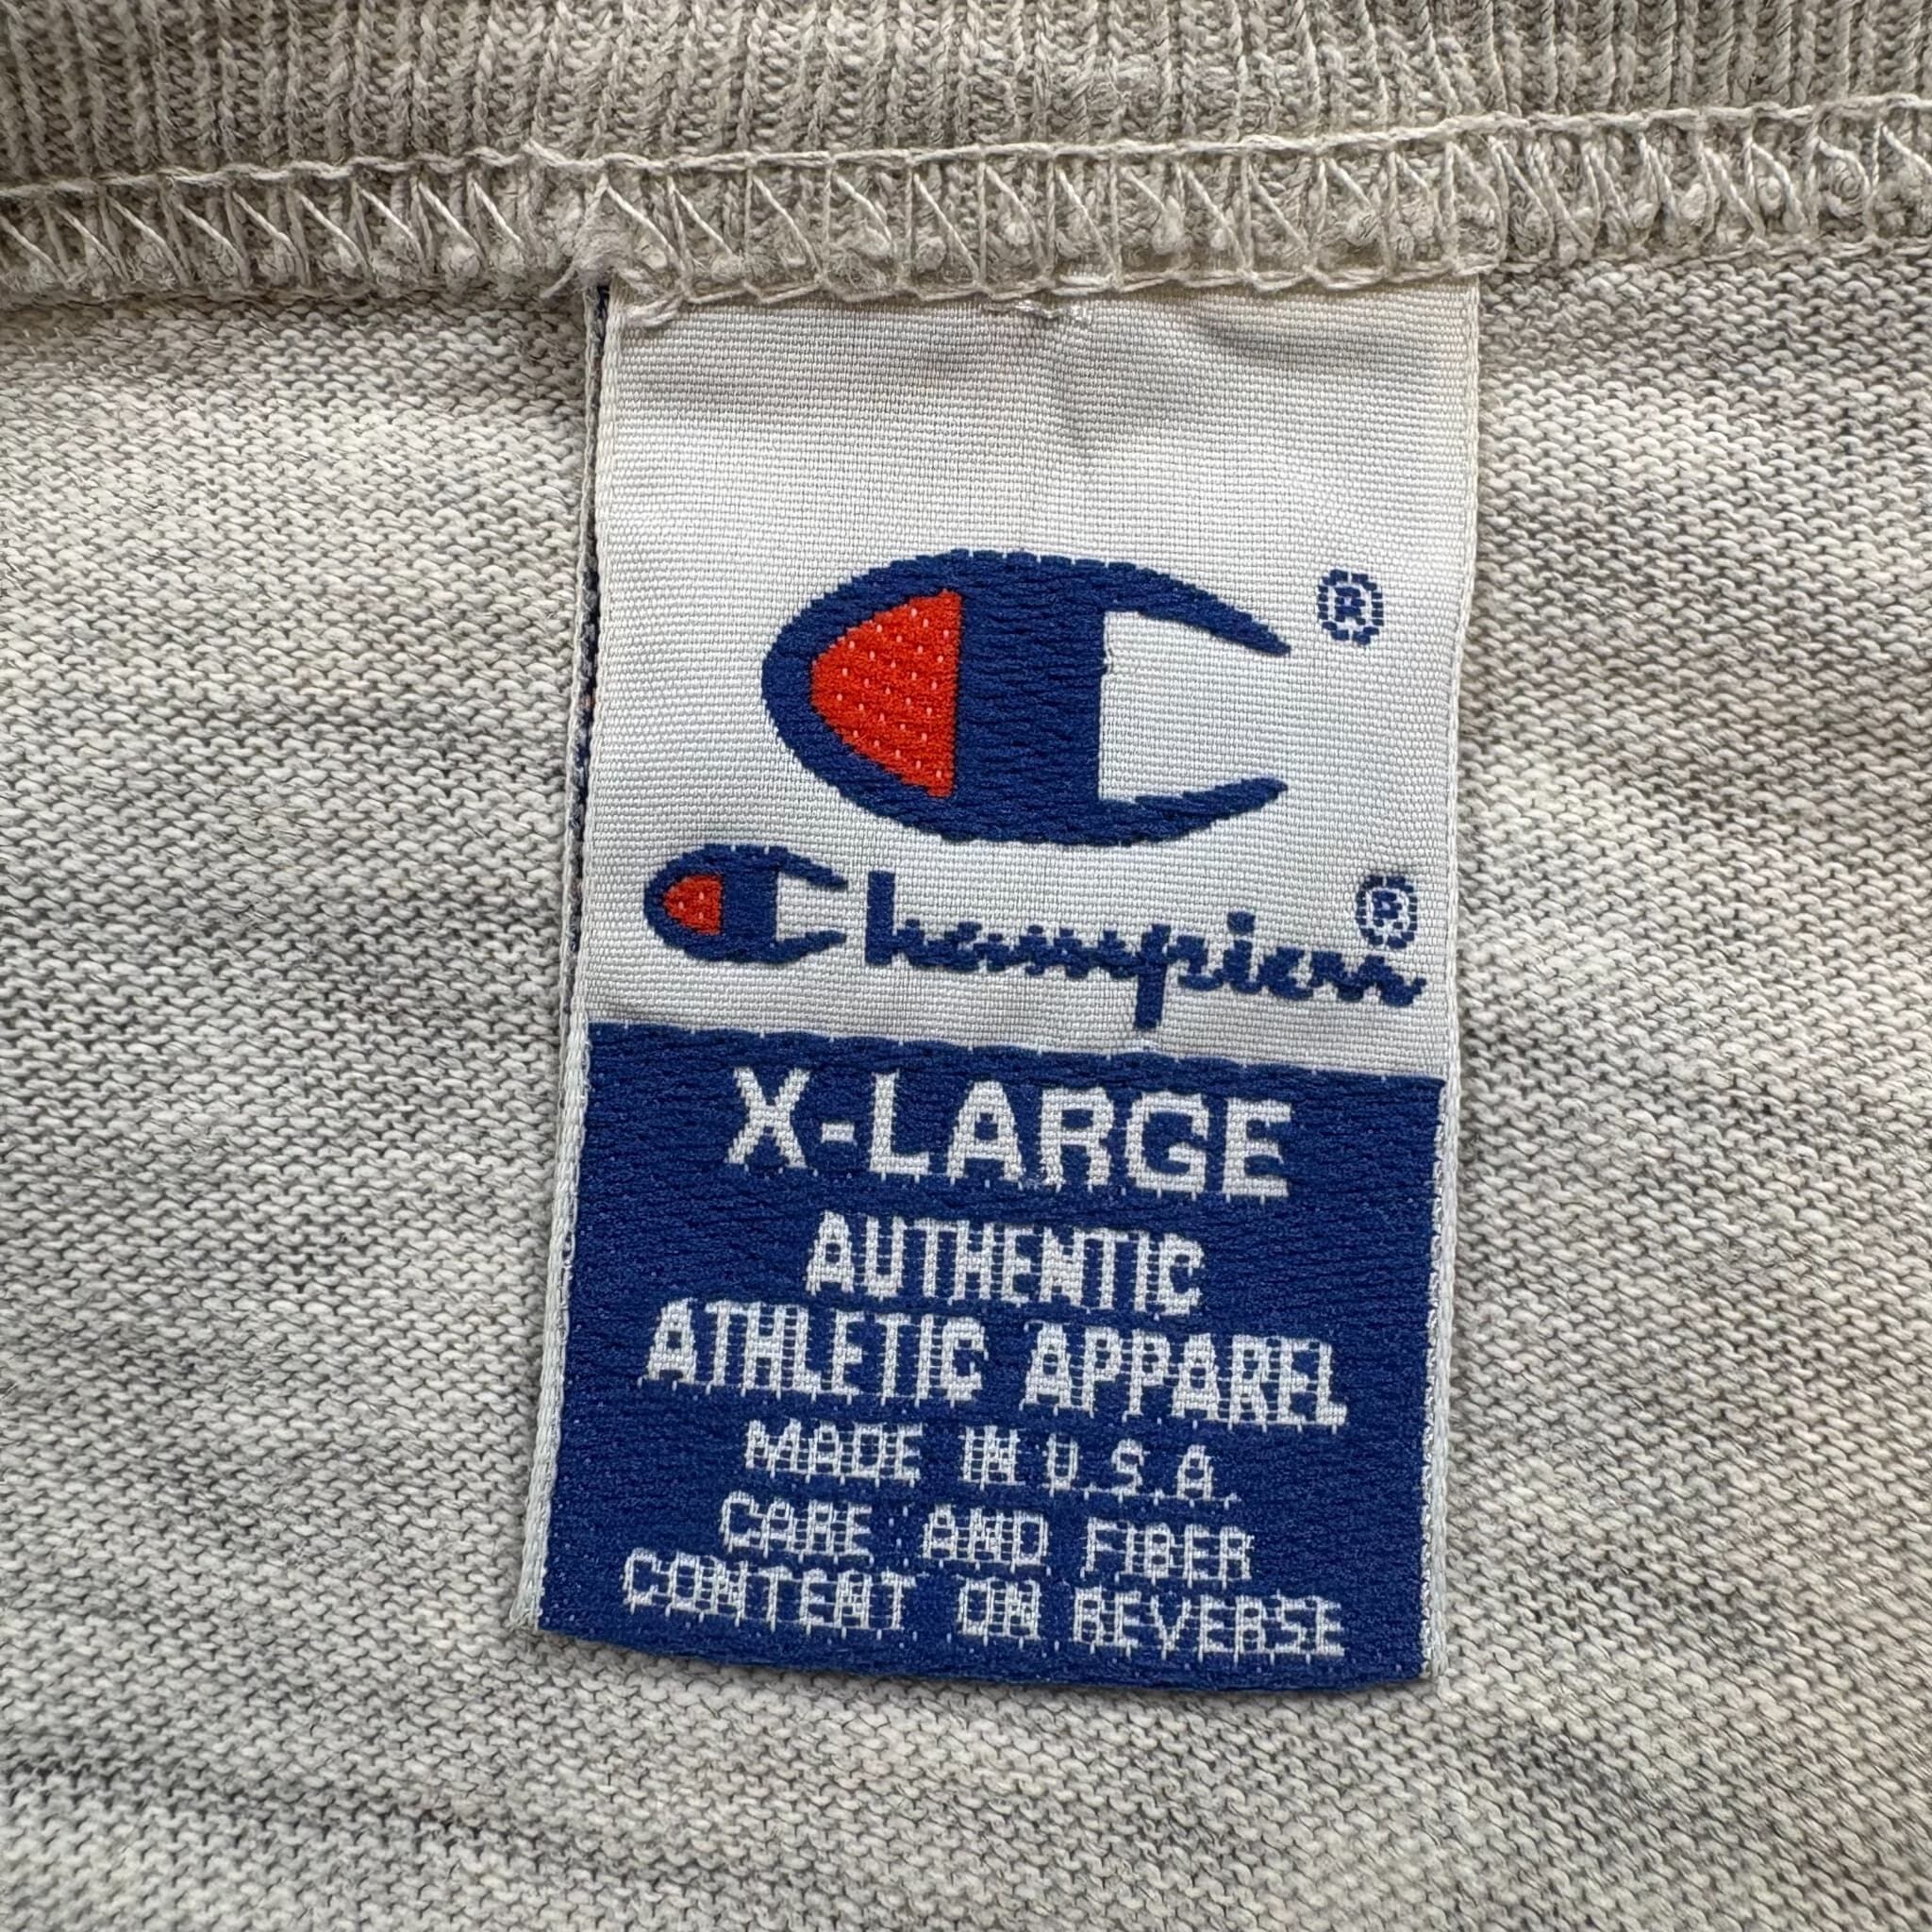 ®
Champion®
X-LARGE
AUTHENTIC
ATHLETIC APPAREL
MADE IN U.S.A.
CARE AND FIBER
CONTENT ON REVERSE